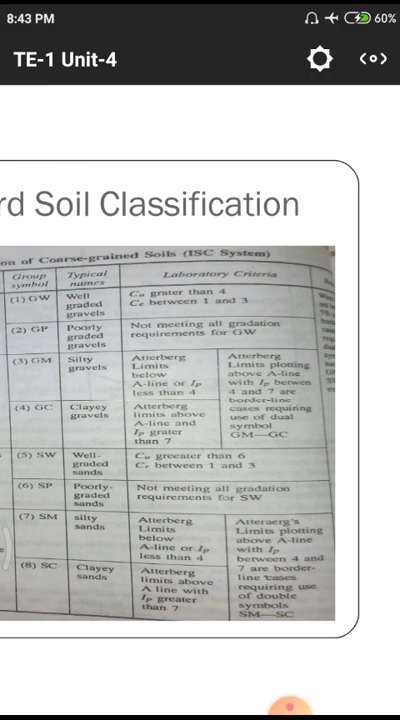 8:43 PM
60%
TE-1 Unit-4
rd Soil Classification
on of Coarse-grained Soils (ISC System)
Group symbol
Typical names
Laboratory Criteria
(1) GW
Well
graded
gravels
Cu grater than 4
Cc between 1 and 3
(2) GP
Poorly
graded
gravels
Not meeting all gradation
requirements for GW
(3) GM
Silty
gravels
Atterberg
Limits
below
A-line or Ip
less than 4
Atterberg
Limits plotting
above A-line
with Ip betwen
4 and 7 are
border-line
cases requiring
use of dual
symbol
GM—GC
(4) GC
Clayey
gravels
Atterberg
limits above
A-line and
Ip grater
than 7
(5) SW
Well-
graded
sands
Cu greeater than 6
Cc between 1 and 3
(6) SP
Poorly-
graded
sands
Not meeting all gradation
requirements for SW
(7) SM
silty
sands
Atterberg
Limits
below
A-line or Ip
less than 4
Atteraerg's
Limits plotting
above A-line
with Ip
between 4 and
7 are border-
line cases
requiring use
of double
symbols
SM—SC
(8) SC
Clayey
sands
Atterberg
limits above
A line with
Ip greater
than 7